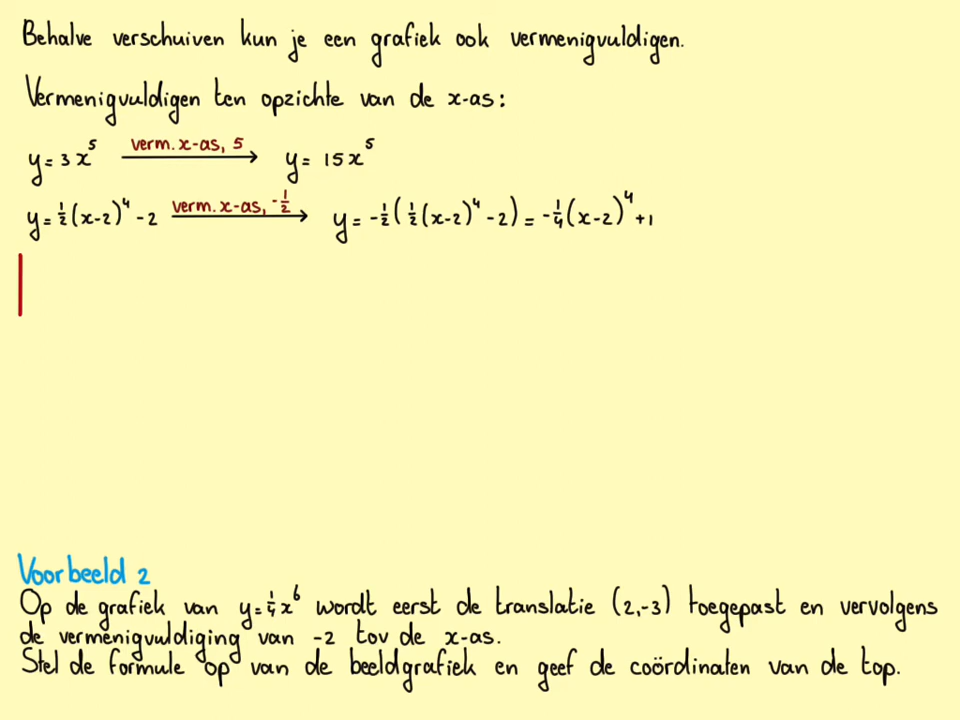 Behalve verschuiven kun je een grafiek ook vermenigvuldigen.
Vermenigvuldigen ten opzichte van de x-as:
y = 3x⁵ verm. x-as, 5 → y = 15x⁵
y = ½(x-2)⁴ - 2 verm. x-as, -½ → y = -½(½(x-2)⁴ - 2) = -¼(x-2)⁴ + 1
Voorbeeld 2
Op de grafiek van y = ¼x⁶ wordt eerst de translatie (2,-3) toegepast en vervolgens
de vermenigvuldiging van -2 tov de x-as.
Stel de formule op van de beeldgrafiek en geef de coördinaten van de top.